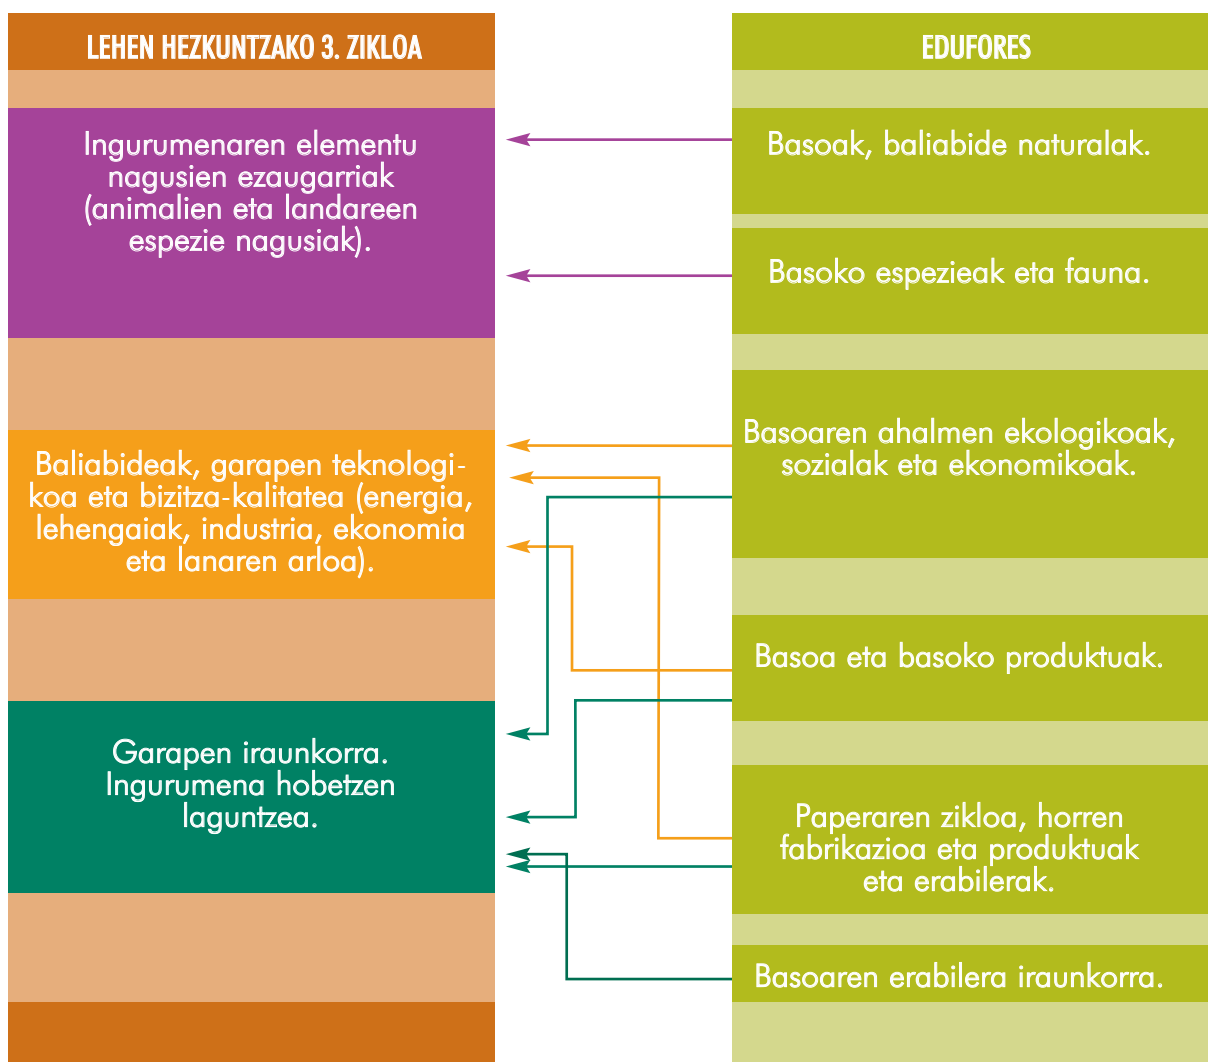 LEHEN HEZKUNTZAKO 3. ZIKLOA
Ingurumenaren elementu
nagusien ezaugarriak
(animalien eta landareen
espezie nagusiak).
Baliabideak, garapen teknologi-
koa eta bizitza-kalitatea (energia,
lehengaiak, industria, ekonomia
eta lanaren arloa).
Garapen iraunkorra.
Ingurumena hobetzen
laguntzea.
EDUFORES
Basoak, baliabide naturalak.
Basoko espezieak eta fauna.
Basoaren ahalmen ekologikoak,
sozialak eta ekonomikoak.
Basoa eta basoko produktuak.
Paperaren zikloa, horren
fabrikazioa eta produktuak
eta erabilerak.
Basoaren erabilera iraunkorra.